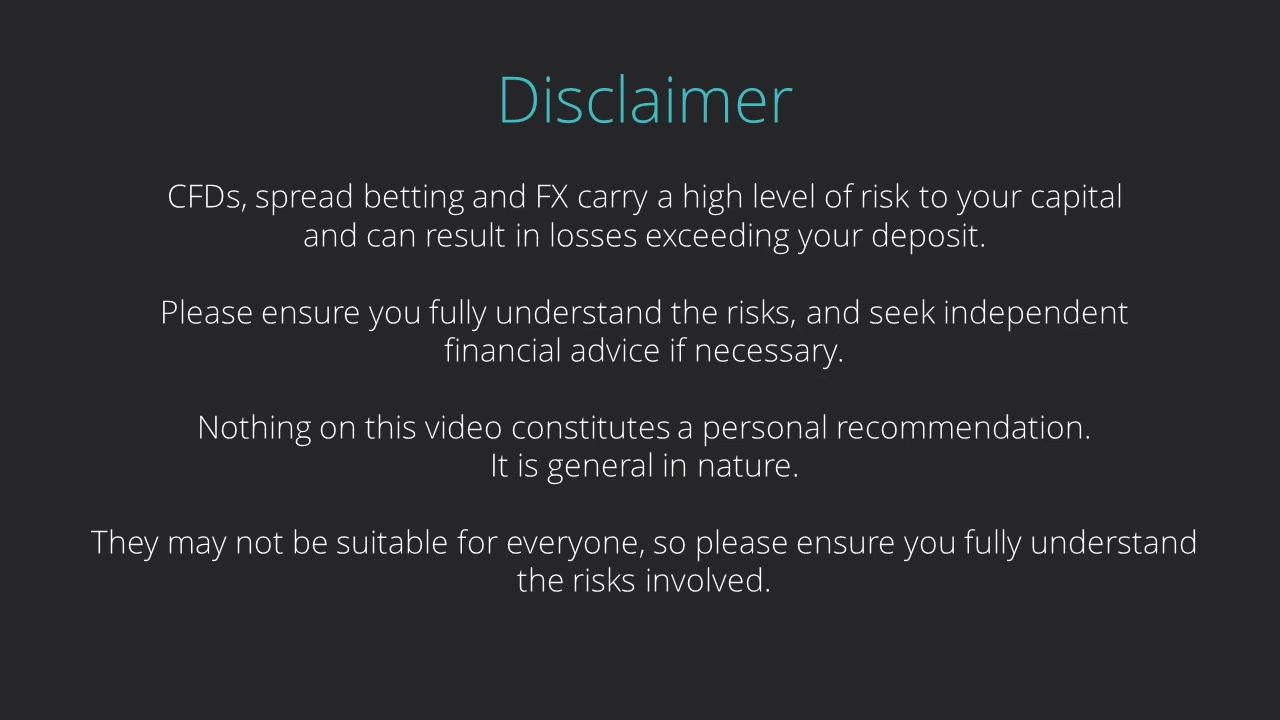 Disclaimer
CFDs, spread betting and FX carry a high level of risk to your capital
and can result in losses exceeding your deposit.
Please ensure you fully understand the risks, and seek independent
financial advice if necessary.
Nothing on this video constitutes a personal recommendation.
It is general in nature.
They may not be suitable for everyone, so please ensure you fully understand
the risks involved.